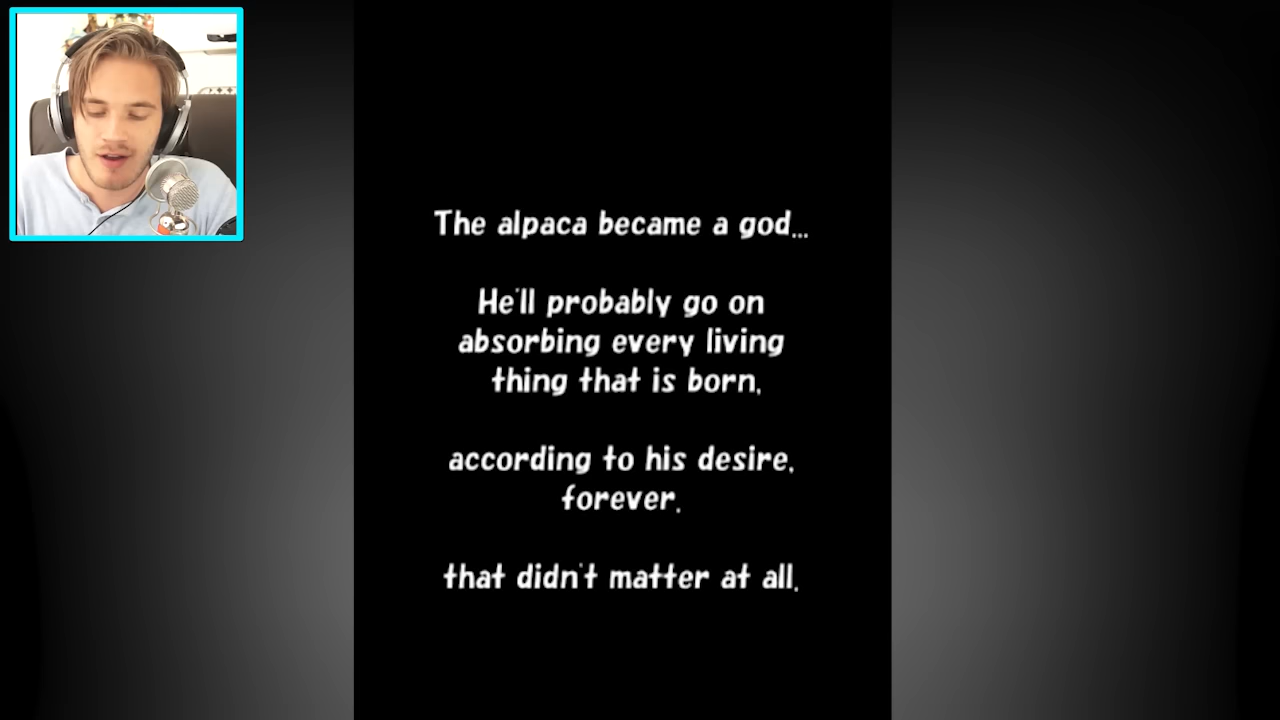 The alpaca became a god...
He'll probably go on
absorbing every living
thing that is born,
according to his desire,
forever.
that didn't matter at all.